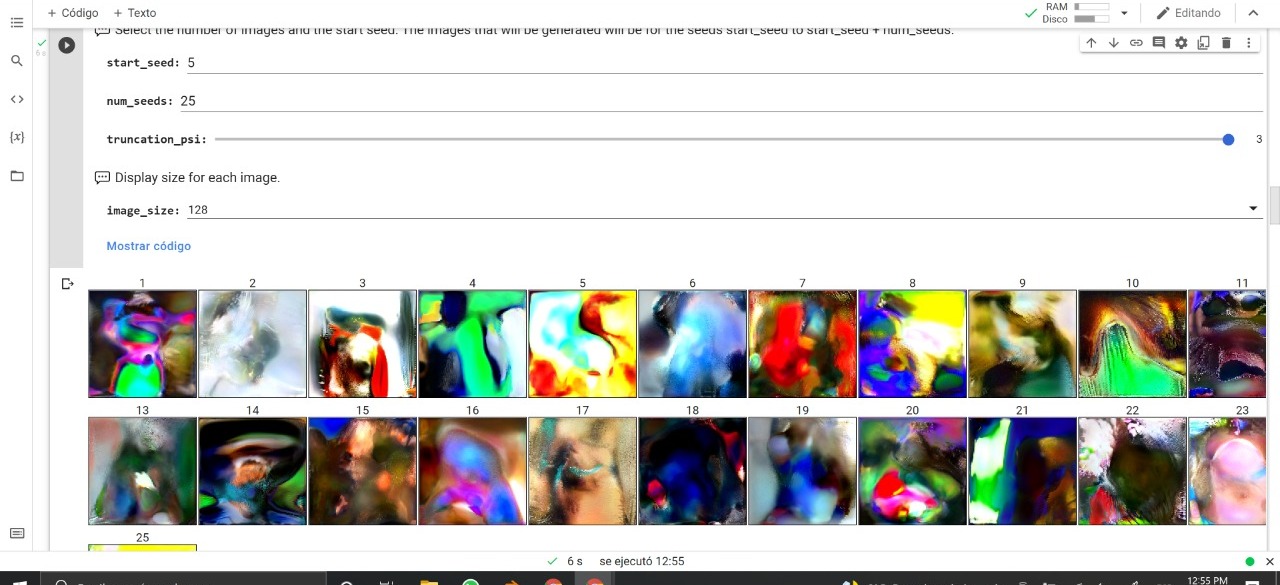 + Código + Texto
RAM
Disco
Editando
Select the number of images and the start seed. The images that will be generated will be for the seeds start_seed to start_seed + num_seeds.
6 s
start_seed: 5
num_seeds: 25
truncation_psi: 3
Display size for each image.
image_size: 128
Mostrar código
1 2 3 4 5 6 7 8 9 10 11
13 14 15 16 17 18 19 20 21 22 23
25
6 s se ejecutó 12:55
12:55 PM